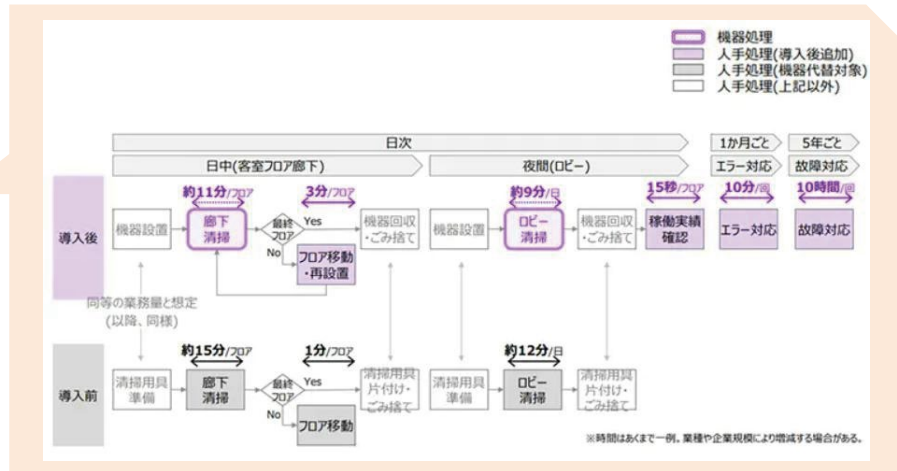 機器処理
人手処理(導入後追加)
人手処理(機器代替対象)
人手処理(上記以外)
日次
1か月ごと
5年ごと
日中(客室フロア廊下)
夜間(ロビー)
エラー対応
故障対応
導入後
約11分/フロア
3分/フロア
約9分/日
15秒/フロア
10分/回
10時間/回
機器設置
廊下
清掃
最終
フロア
Yes
No
フロア移動
・再設置
機器回収
・ごみ捨て
機器設置
ロビー
清掃
機器回収
・ごみ捨て
稼働実績
確認
エラー対応
故障対応
同等の業務量と想定
(以降、同様)
導入前
約15分/フロア
1分/フロア
約12分/日
清掃用具
準備
廊下
清掃
最終
フロア
Yes
No
フロア移動
清掃用具
片付け・
ごみ捨て
清掃用具
準備
ロビー
清掃
清掃用具
片付け・
ごみ捨て
※時間はあくまで一例。業種や企業規模により増減する場合がある。